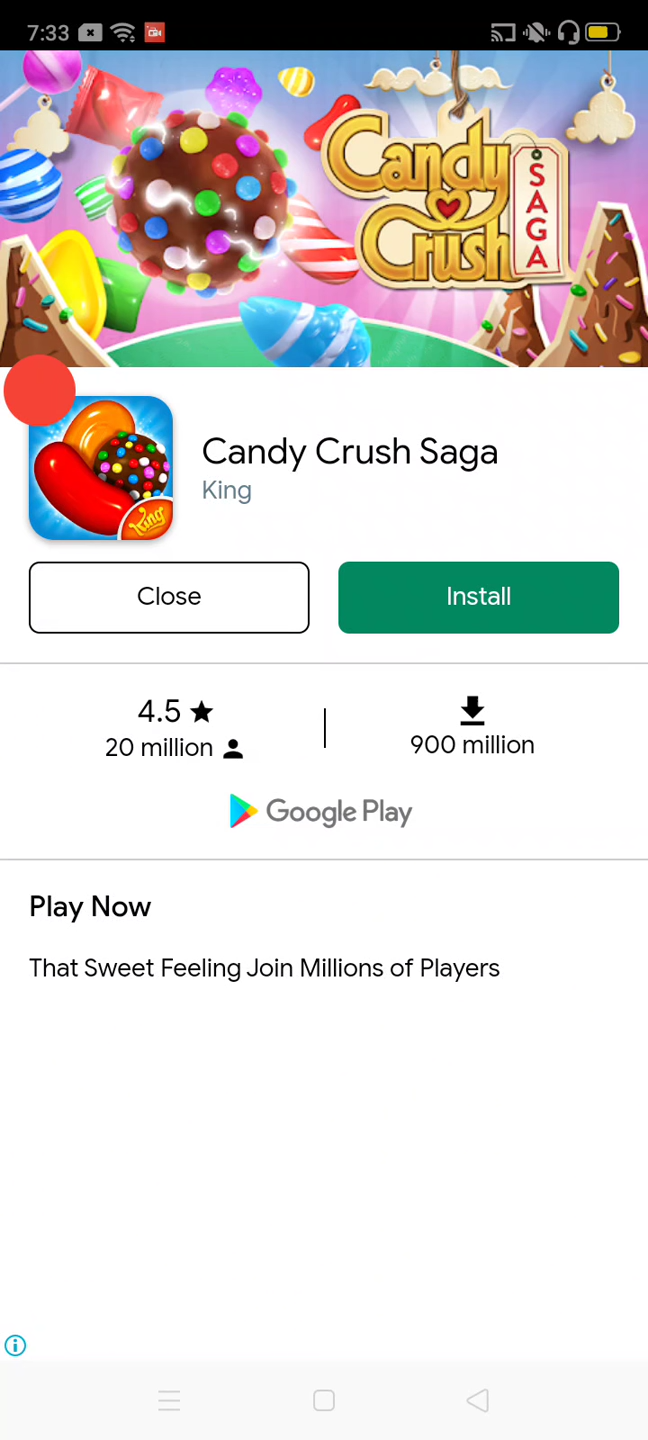 7:33
Candy
Crush
SAGA
King
Candy Crush Saga
King
Close
Install
4.5
20 million
900 million
Google Play
Play Now
That Sweet Feeling Join Millions of Players